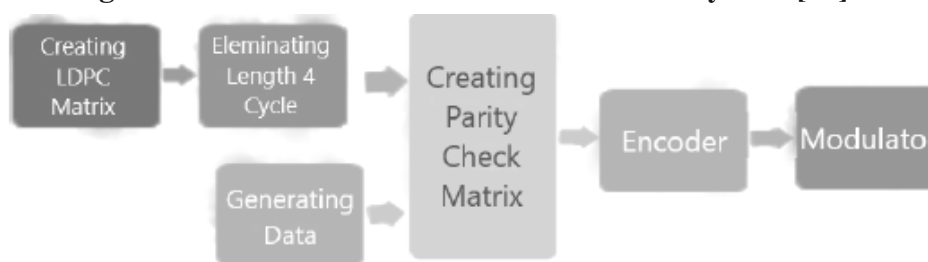 Creating
LDPC
Matrix
Eleminating
Length 4
Cycle
Generating
Data
Creating
Parity
Check
Matrix
Encoder
Modulato